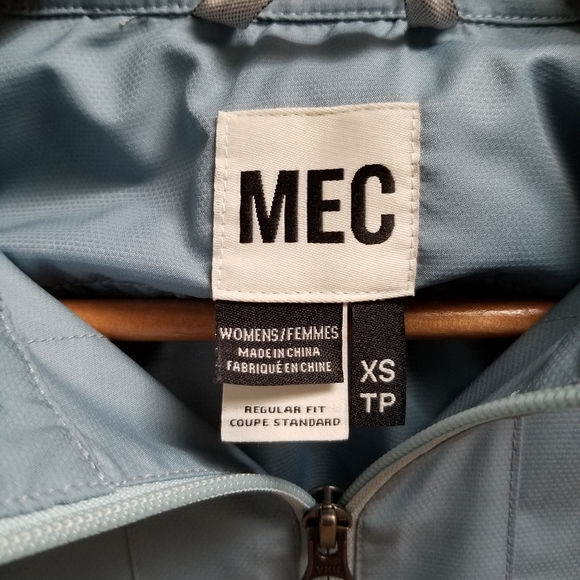 MEC
WOMENS/FEMMES
MADE IN CHINA
FABRIQUÉ EN CHINE
XS
TP
REGULAR FIT
COUPE STANDARD